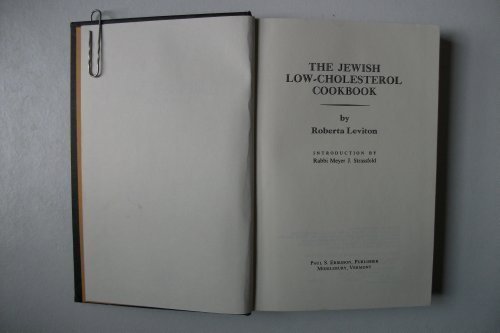 THE JEWISH
LOW-CHOLESTEROL
COOKBOOK
by
Roberta Leviton
INTRODUCTION BY
Rabbi Meyer J. Strassfeld
PAUL S. ERIKSSON, PUBLISHER
MIDDLEBURY, VERMONT